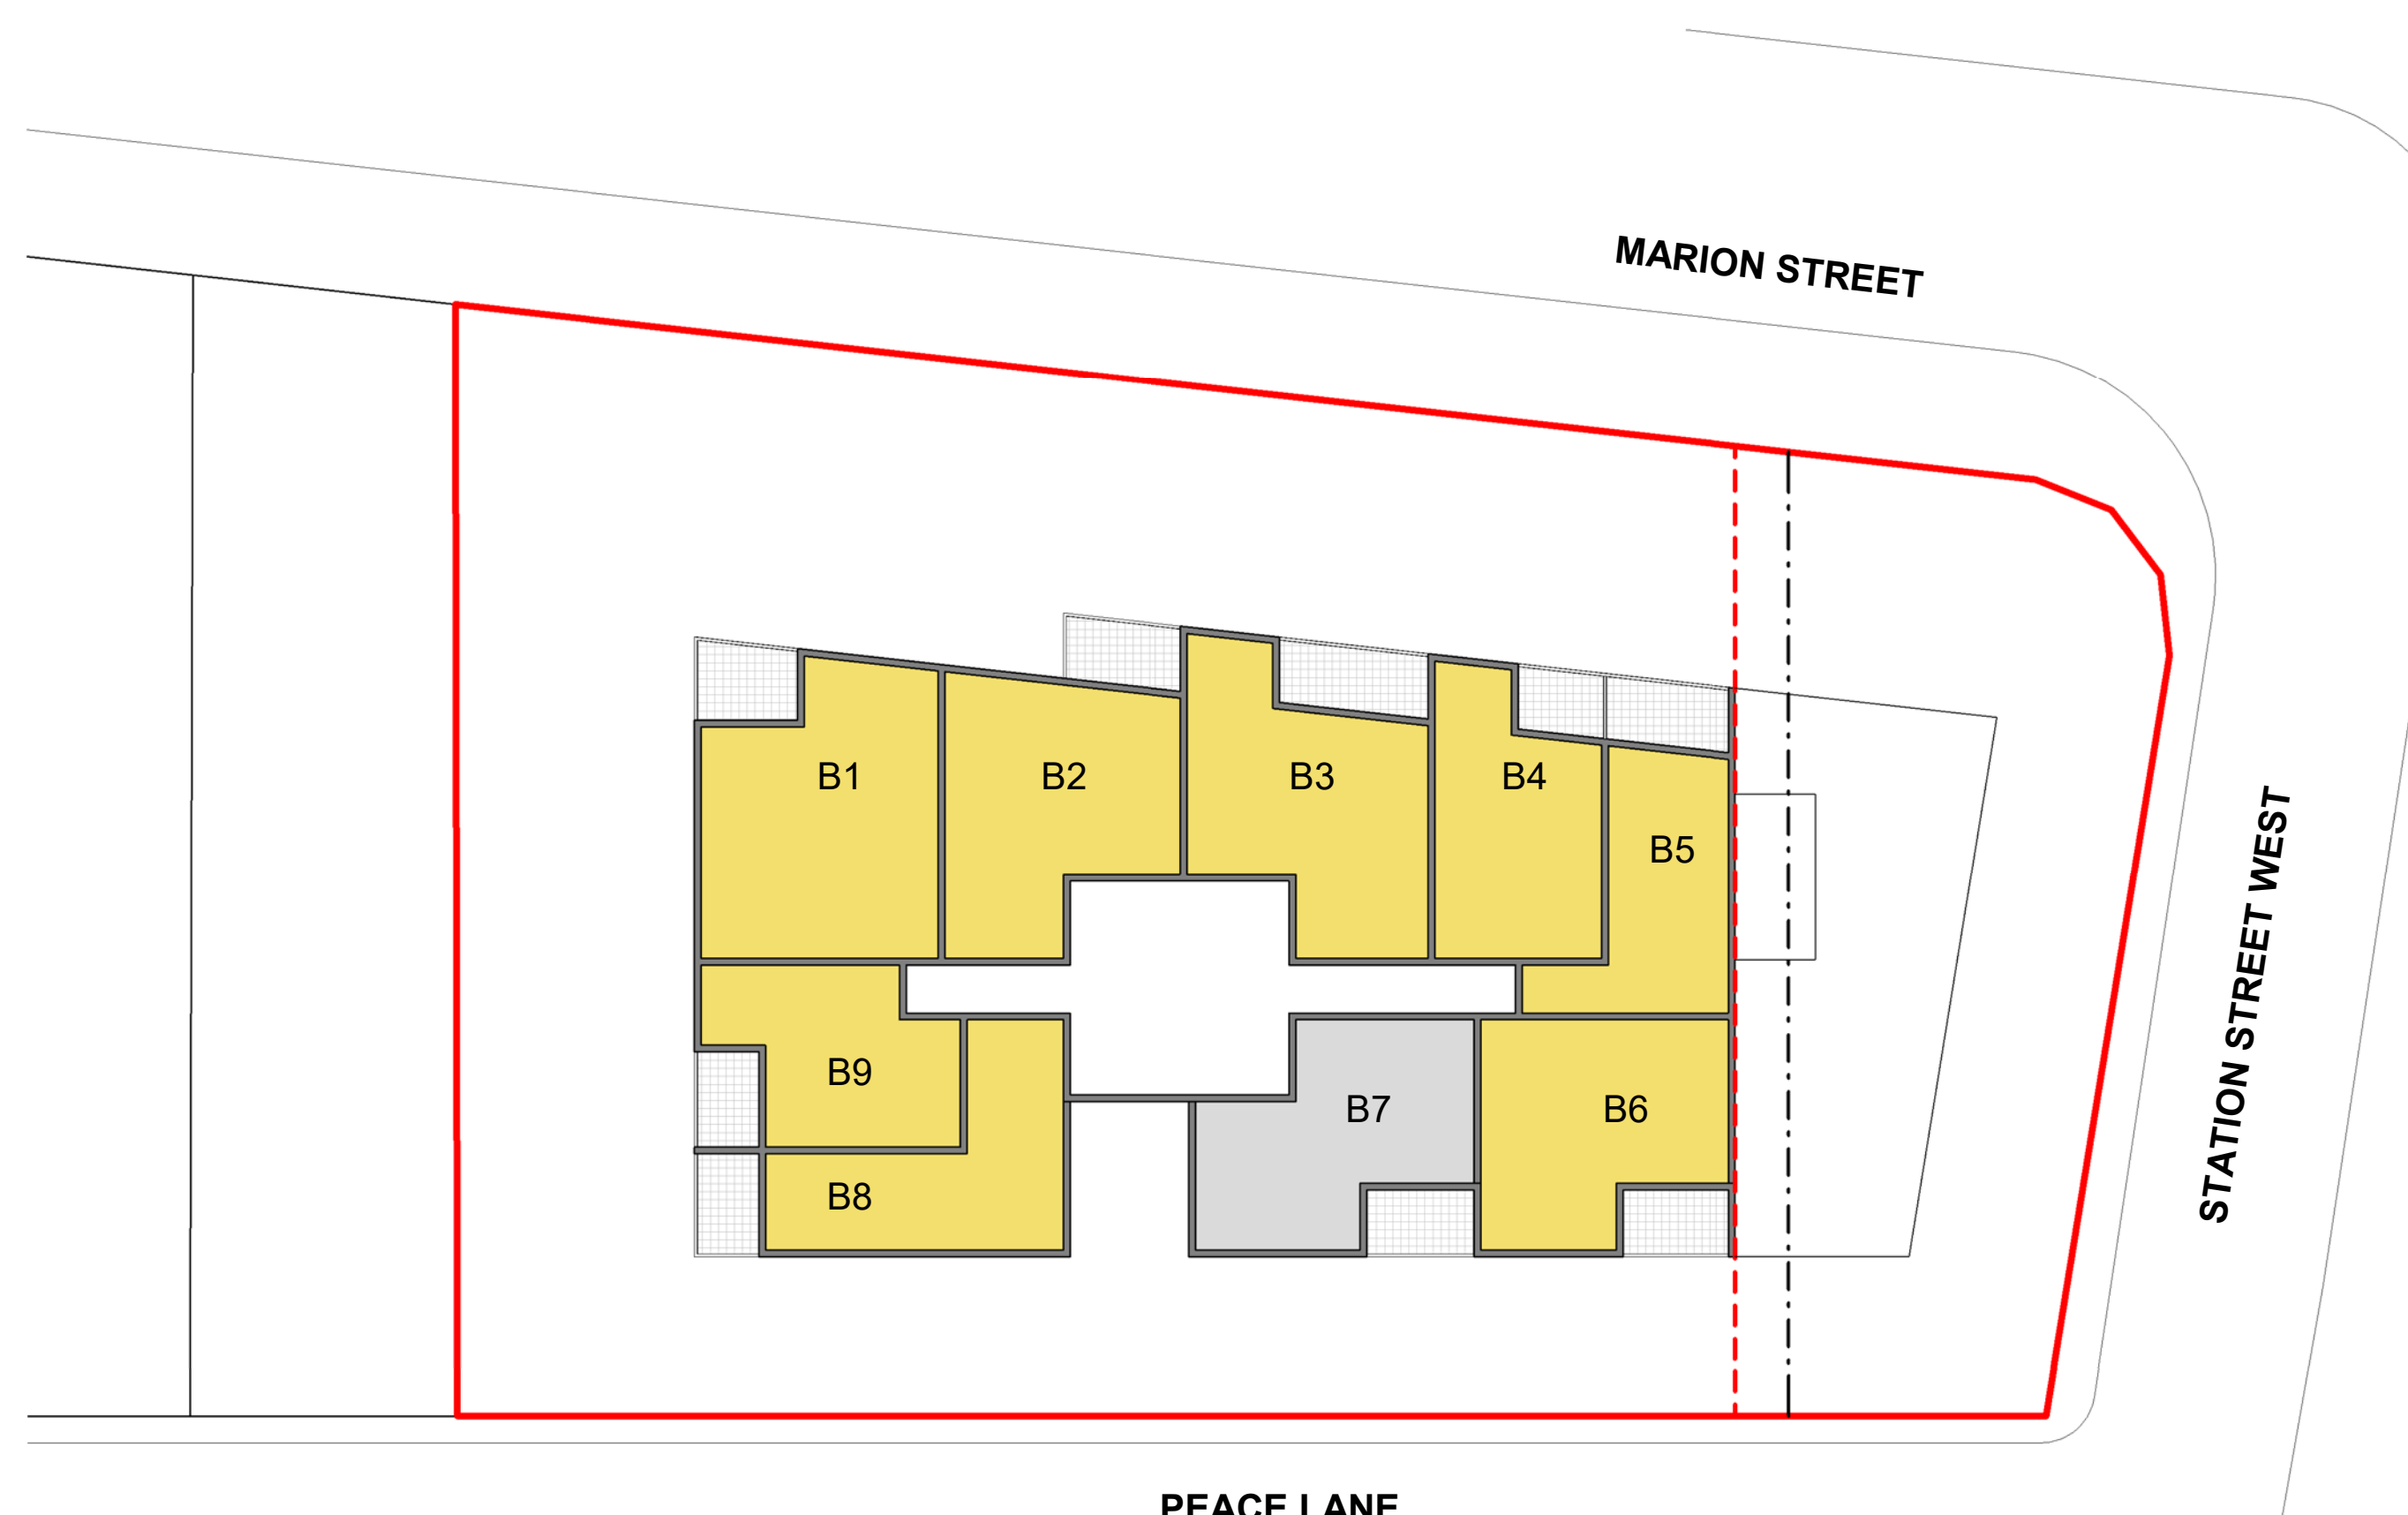 MARION STREET
B1
B2
B3
B4
B5
STATION STREET WEST
B9
B7
B6
B8
PEACE LANE